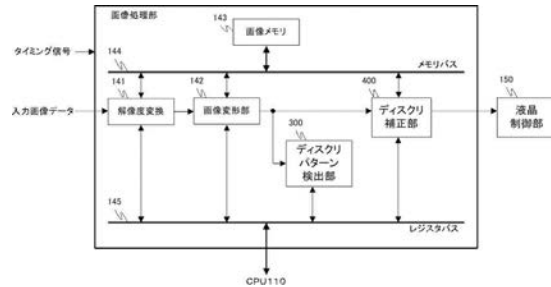 画像処理部
143
画像メモリ
タイミング信号
144
メモリバス
141
142
400
150
入力画像データ
解像度変換
画像変形部
ディスクリ
補正部
液晶
制御部
300
ディスクリ
パターン
検出部
145
レジスタバス
CPU110